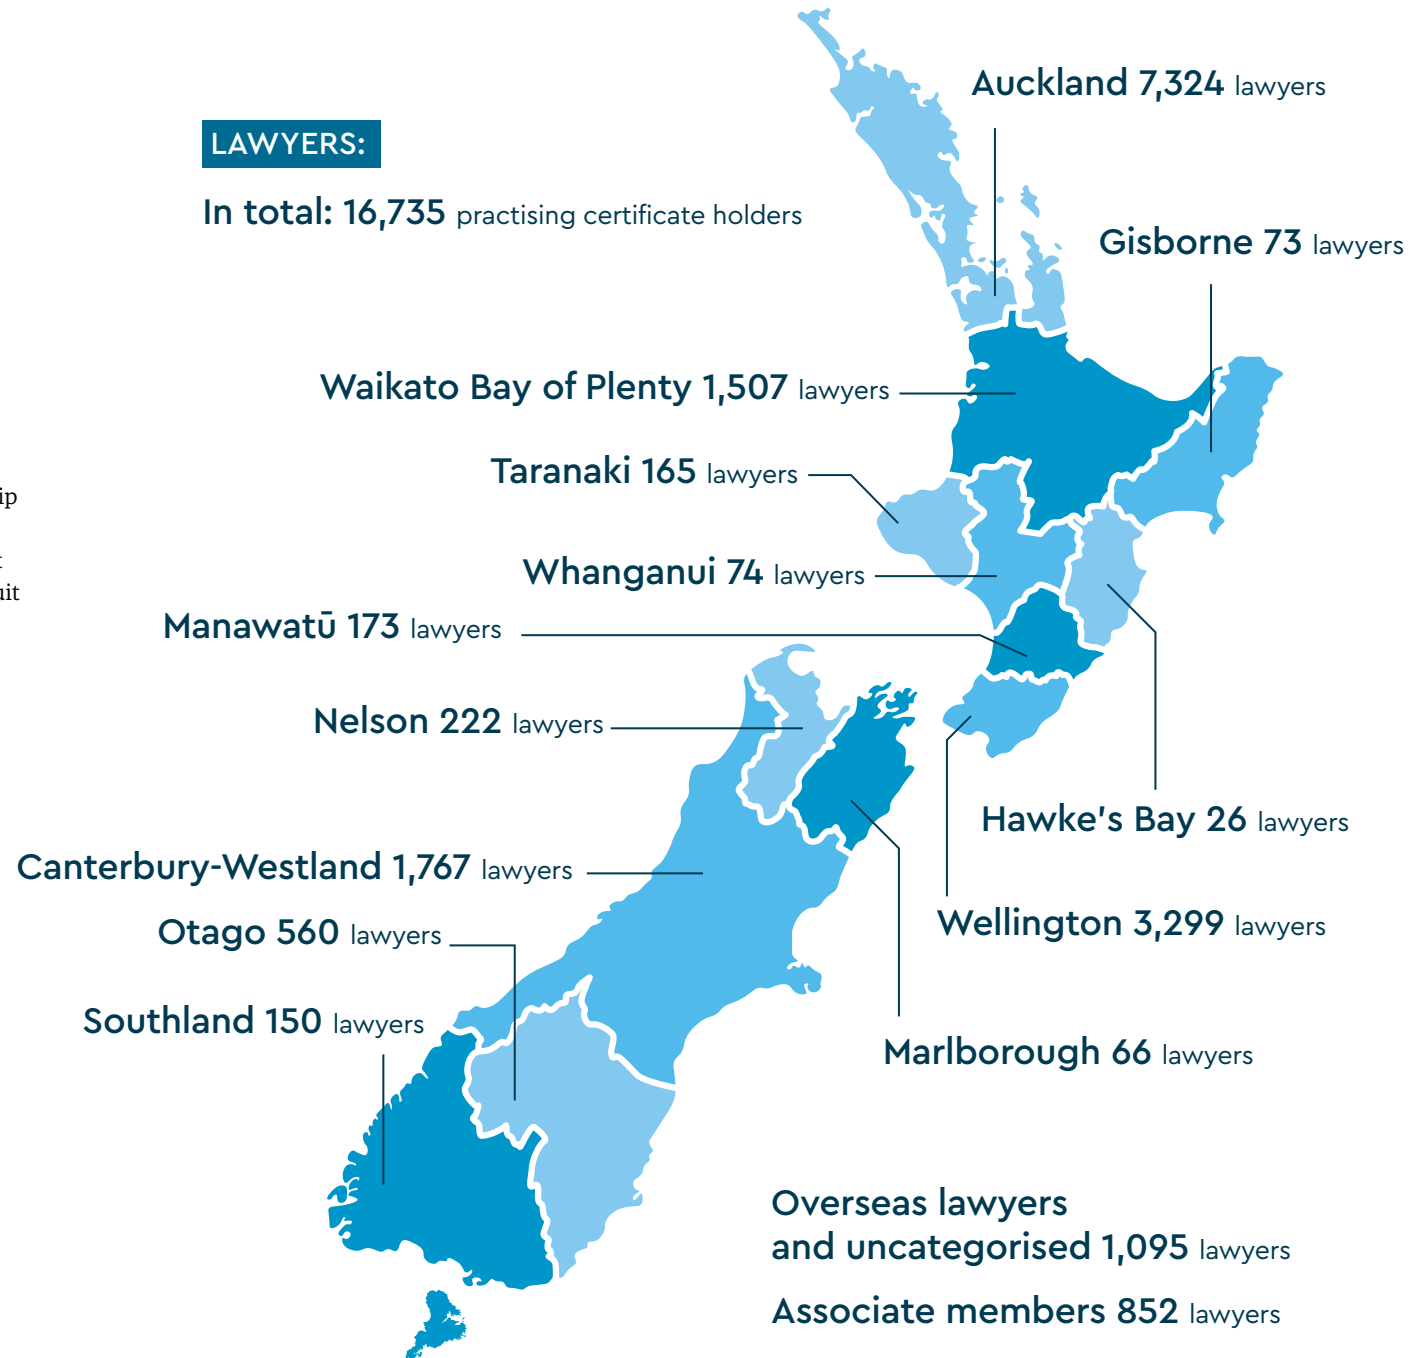 Auckland 7,324 lawyers
LAWYERS:
In total: 16,735 practising certificate holders
Gisborne 73 lawyers
Waikato Bay of Plenty 1,507 lawyers
Taranaki 165 lawyers
ip
t
uit
Whanganui 74 lawyers
Manawatū 173 lawyers
Nelson 222 lawyers
Hawke's Bay 26 lawyers
Canterbury-Westland 1,767 lawyers
Wellington 3,299 lawyers
Otago 560 lawyers
Southland 150 lawyers
Marlborough 66 lawyers
Overseas lawyers
and uncategorised 1,095 lawyers
Associate members 852 lawyers